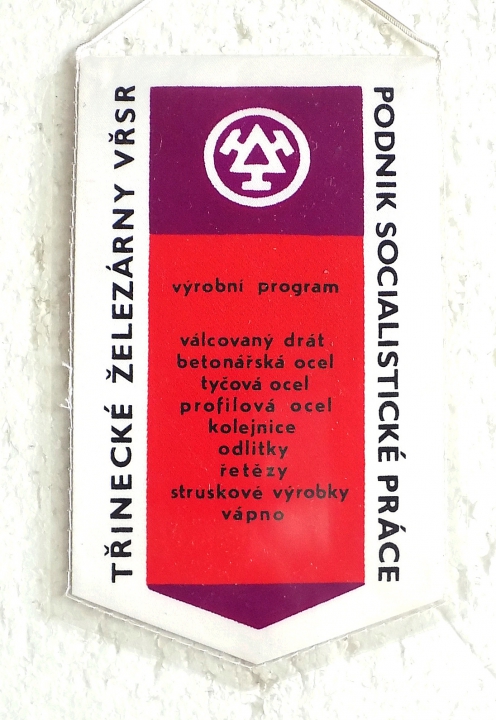 TŘINECKÉ ŽELEZÁRNY VŘSR
PODNIK SOCIALISTICKÉ PRÁCE
výrobní program
válcovaný drát
betonářská ocel
tyčová ocel
profilová ocel
kolejnice
odlitky
řetězy
struskové výrobky
vápno